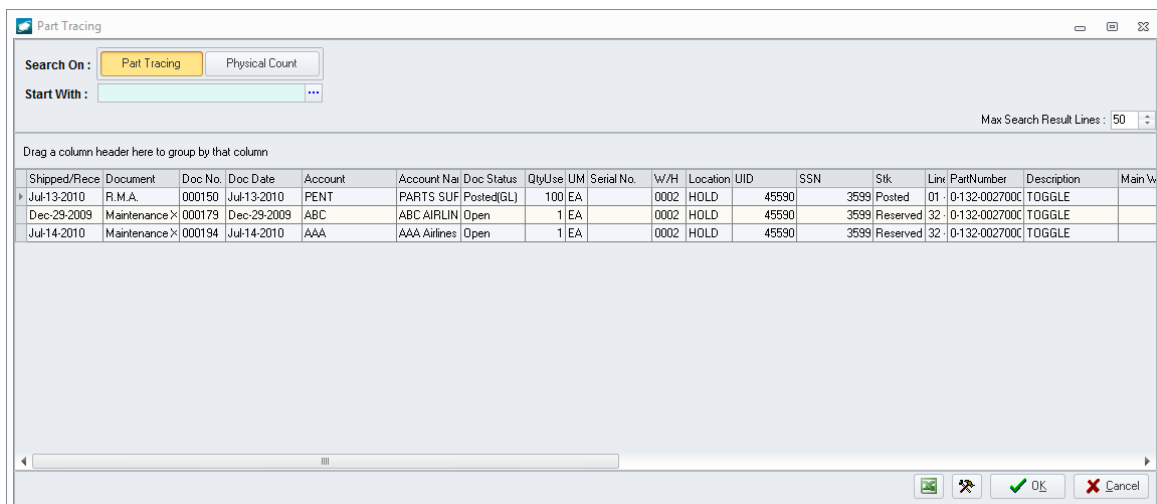 Part Tracing
Search On : Part Tracing Physical Count
Start With : ...
Max Search Result Lines : 50
Drag a column header here to group by that column
Shipped/Rece Document Doc No. Doc Date Account Account Nar Doc Status QtyUse UM Serial No. W/H Location UID SSN Stk Line PartNumber Description Main W
Jul-13-2010 R.M.A. 000150 Jul-13-2010 PENT PARTS SUF Posted(GL) 100 EA 0002 HOLD 45590 3599 Posted 01 - 0-132-002700C TOGGLE
Dec-29-2009 Maintenance 000179 Dec-29-2009 ABC ABC AIRLIN Open 1 EA 0002 HOLD 45590 3599 Reserved 32 - 0-132-002700C TOGGLE
Jul-14-2010 Maintenance 000194 Jul-14-2010 AAA AAA Airlines Open 1 EA 0002 HOLD 45590 3599 Reserved 32 - 0-132-002700C TOGGLE
OK Cancel